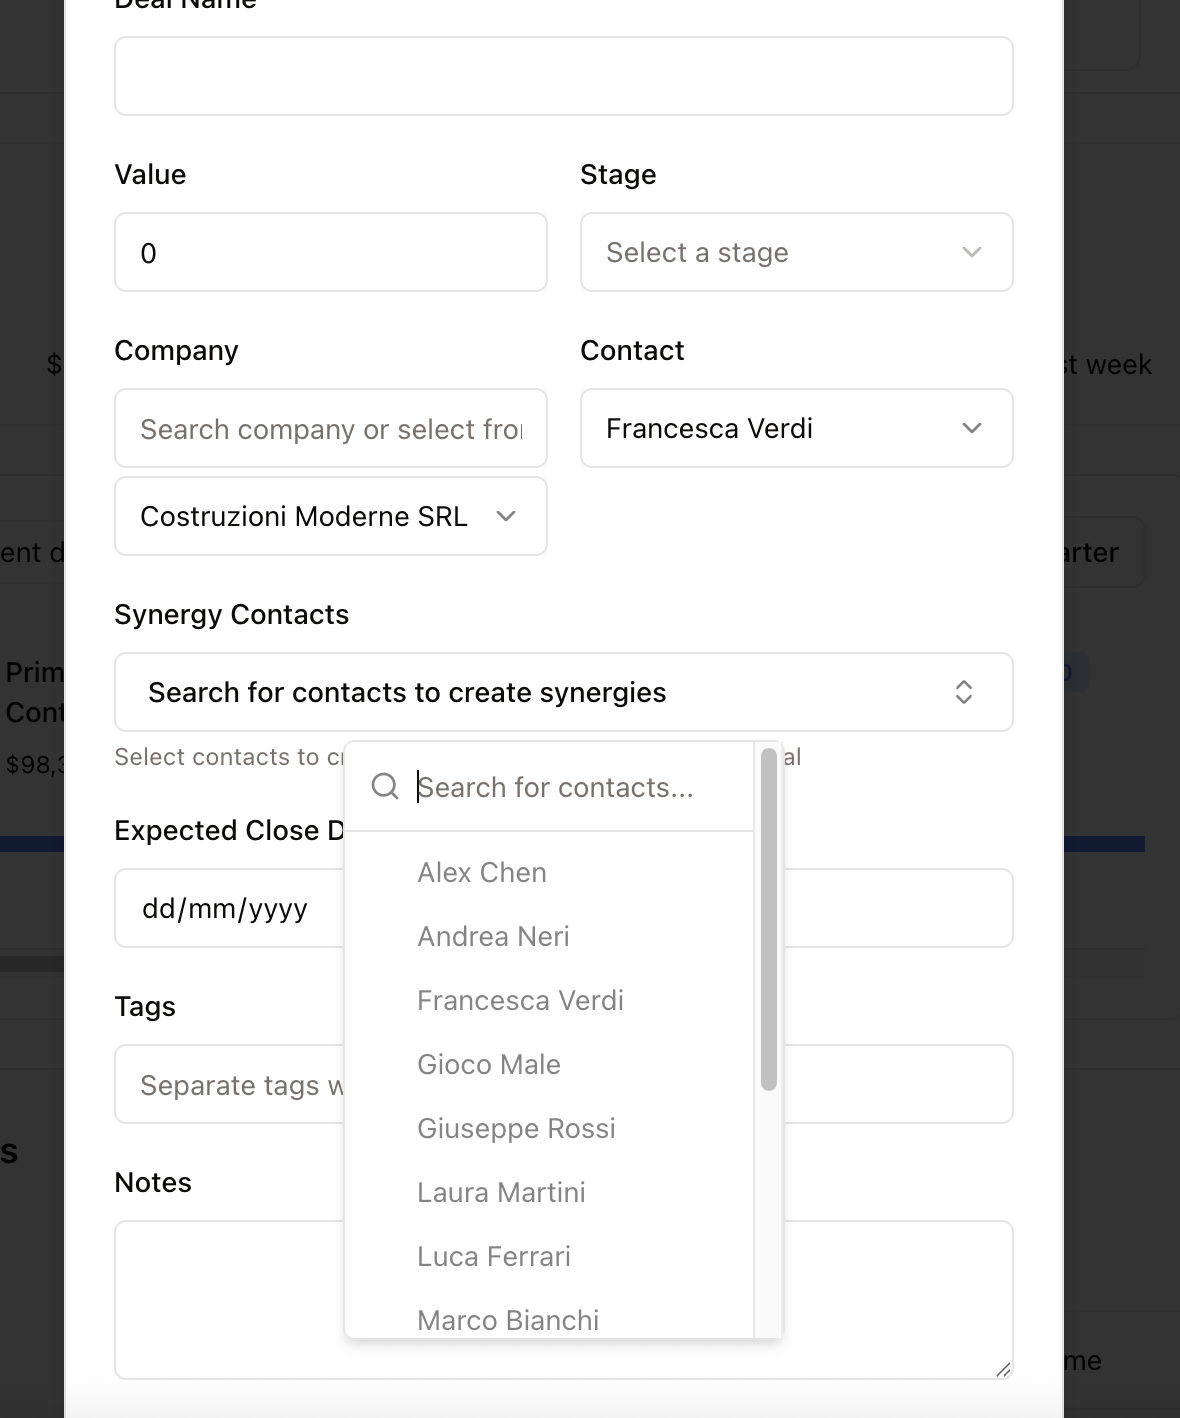 Deal Name
Value
Stage
0
Select a stage
Company
Contact
$
st week
Search company or select fro
Francesca Verdi
Costruzioni Moderne SRL
ent d
arter
Synergy Contacts
Prim
Cont
Search for contacts to create synergies
0
$98,3
Select contacts to cr
al
Search for contacts...
Expected Close D
Alex Chen
dd/mm/yyyy
Andrea Neri
Francesca Verdi
Tags
Gioco Male
Separate tags w
Giuseppe Rossi
s
Notes
Laura Martini
Luca Ferrari
Marco Bianchi
me